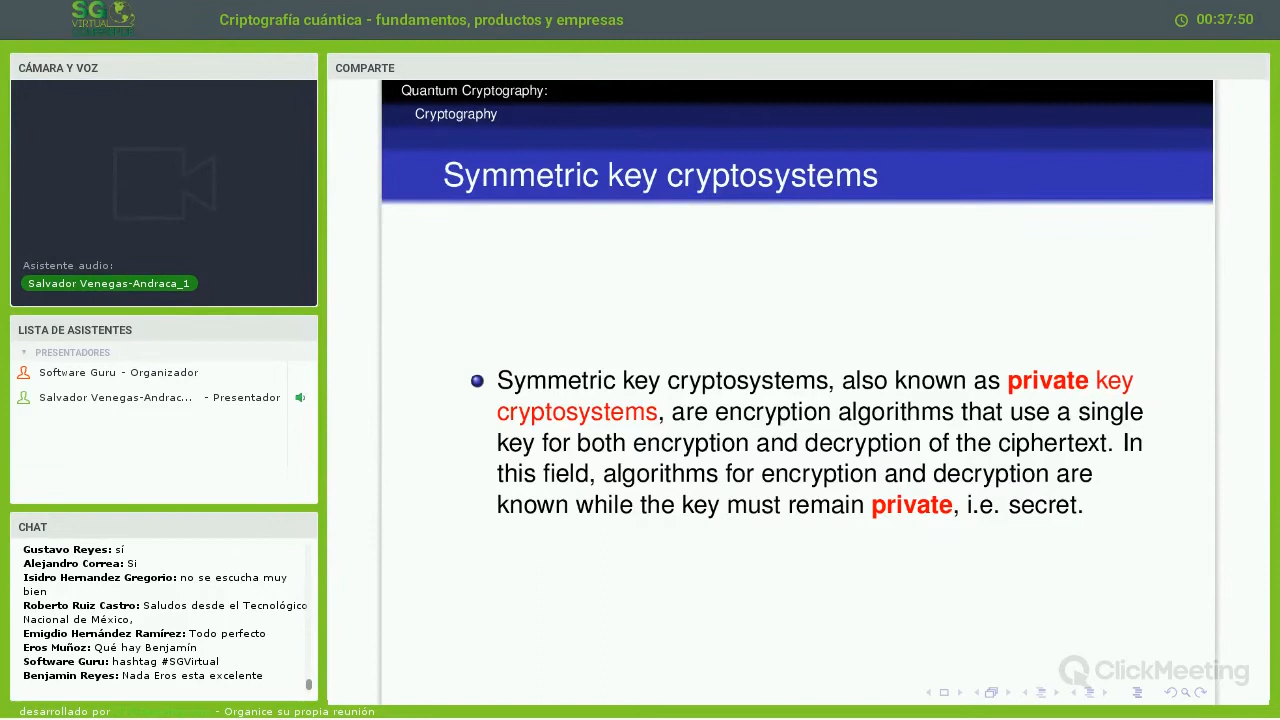 SG
VIRTUAL
Criptografía cuántica - fundamentos, productos y empresas
00:37:50
CÁMARA Y VOZ
Asistente audio:
Salvador Venegas-Andraca_1
LISTA DE ASISTENTES
PRESENTADORES
Software Guru - Organizador
Salvador Venegas-Andrac... - Presentador
CHAT
Gustavo Reyes: sí
Alejandro Correa: Si
Isidro Hernandez Gregorio: no se escucha muy
bien
Roberto Ruiz Castro: Saludos desde el Tecnológico
Nacional de México,
Emigdio Hernández Ramírez: Todo perfecto
Eros Muñoz: Qué hay Benjamín
Software Guru: hashtag #SGVirtual
Benjamin Reyes: Nada Eros esta excelente
COMPARTE
Quantum Cryptography:
Cryptography
Symmetric key cryptosystems
Symmetric key cryptosystems, also known as private key
cryptosystems, are encryption algorithms that use a single
key for both encryption and decryption of the ciphertext. In
this field, algorithms for encryption and decryption are
known while the key must remain private, i.e. secret.
ClickMeeting
desarrollado por - Organice su propia reunión